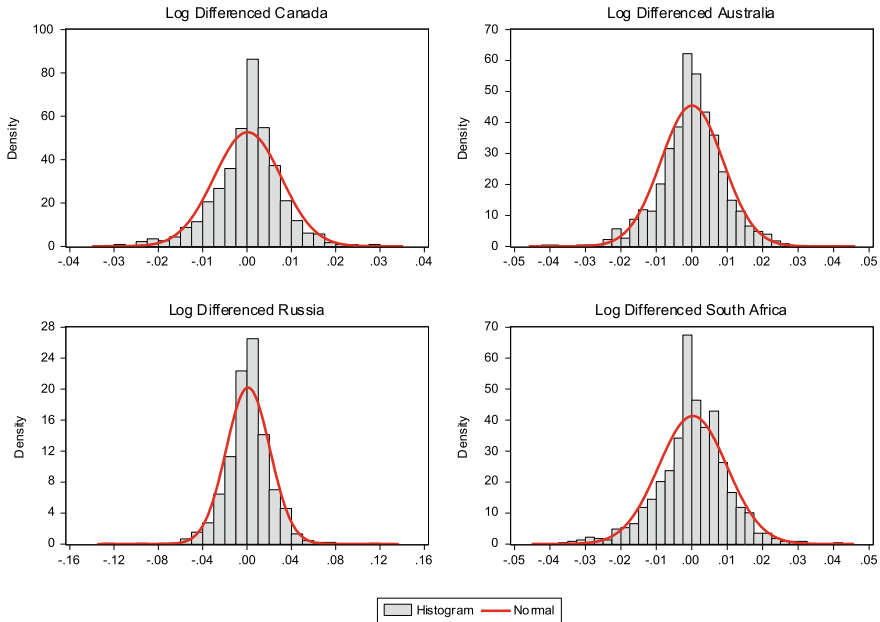 Log Differenced Canada
Density
100
80
60
40
20
0
-.04 -.03 -.02 -.01 .00 .01 .02 .03 .04
Log Differenced Australia
Density
70
60
50
40
30
20
10
0
-.05 -.04 -.03 -.02 -.01 .00 .01 .02 .03 .04 .05
Log Differenced Russia
Density
28
24
20
16
12
8
4
0
-.16 -.12 -.08 -.04 .00 .04 .08 .12 .16
Log Differenced South Africa
Density
70
60
50
40
30
20
10
0
-.05 -.04 -.03 -.02 -.01 .00 .01 .02 .03 .04 .05
Histogram Normal